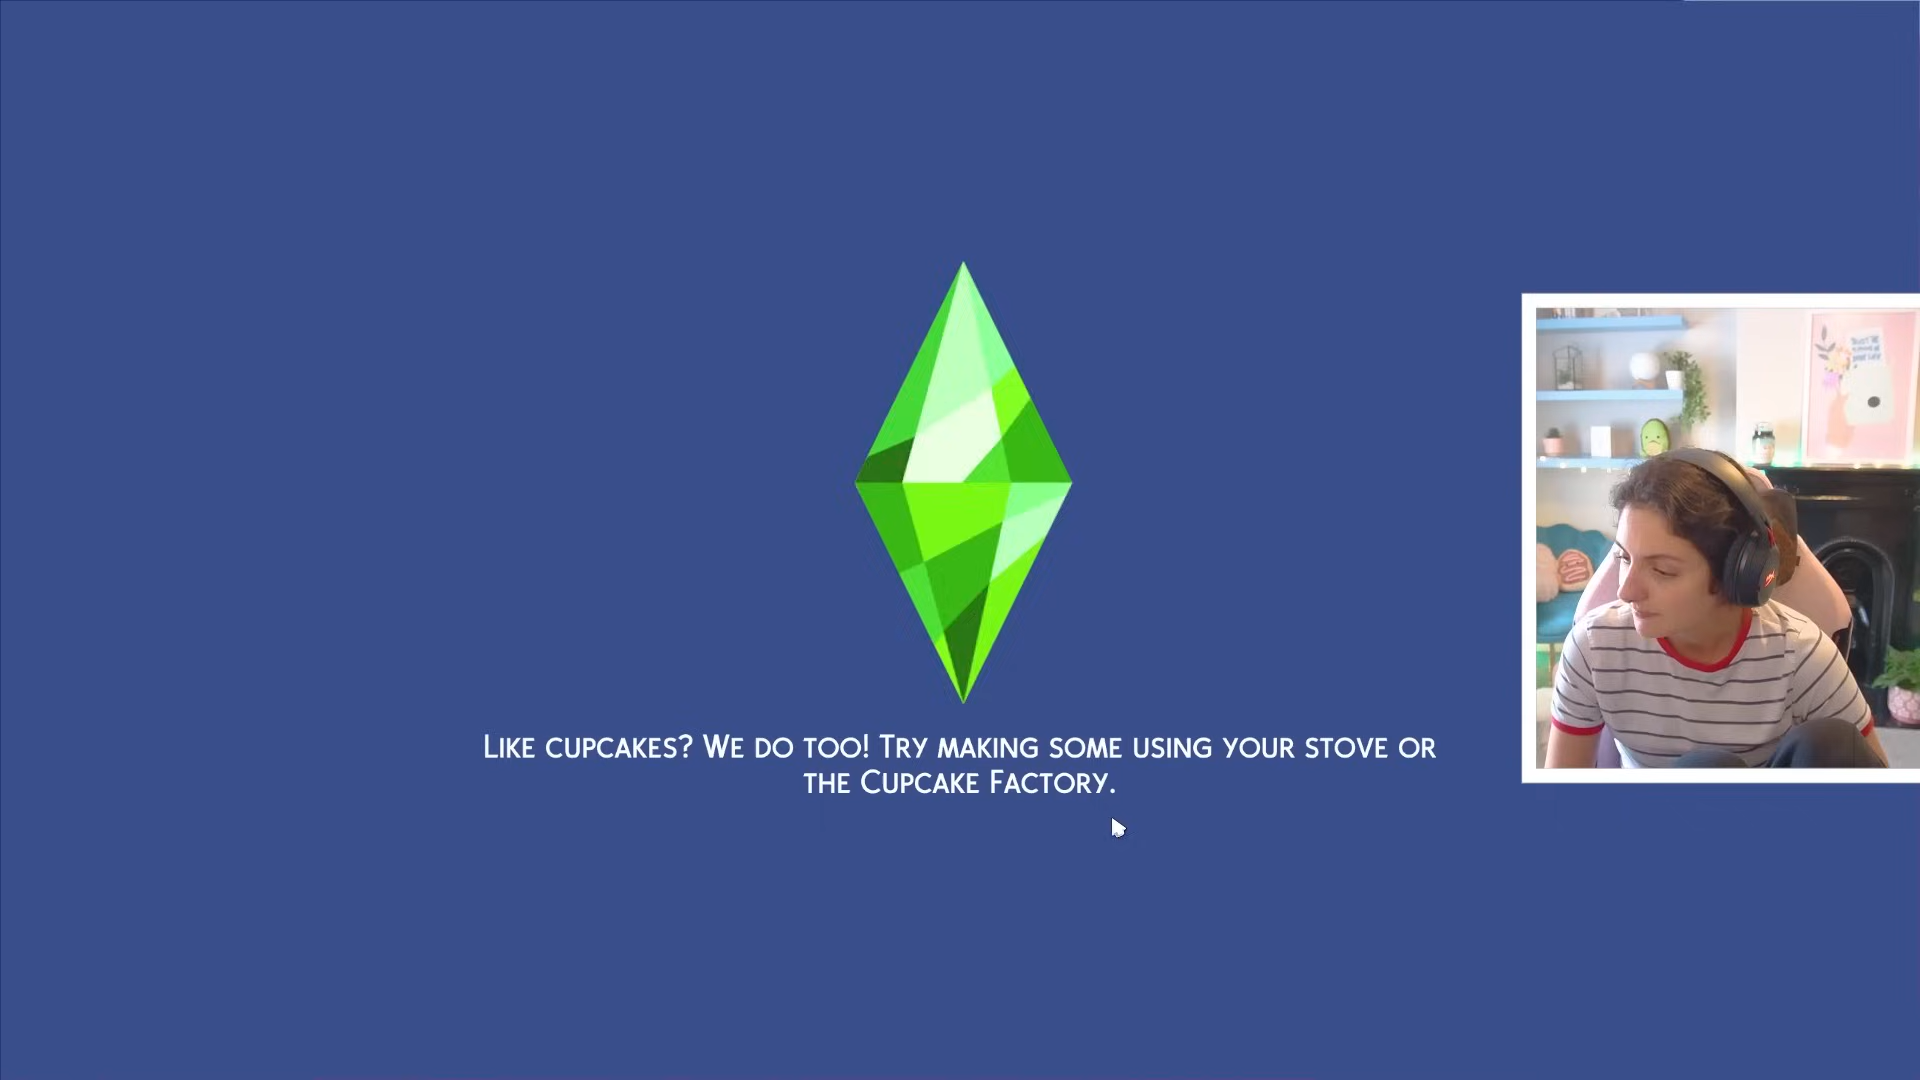 Like cupcakes? We do too! Try making some using your stove or
the Cupcake Factory.